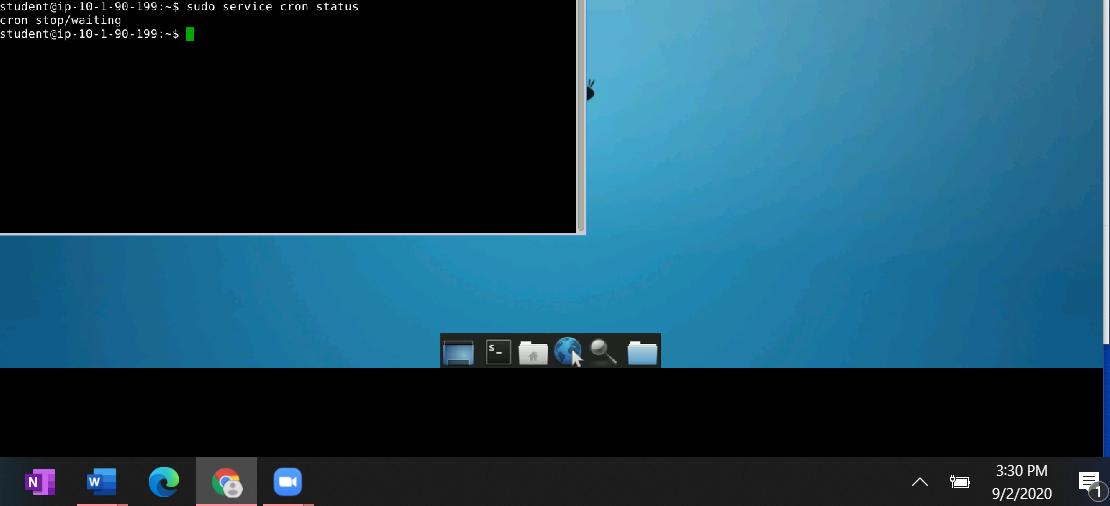 student@ip-10-1-90-199:~$ sudo service cron status
cron stop/waiting
student@ip-10-1-90-199:~$
$_
N
W
3:30 PM
9/2/2020
1